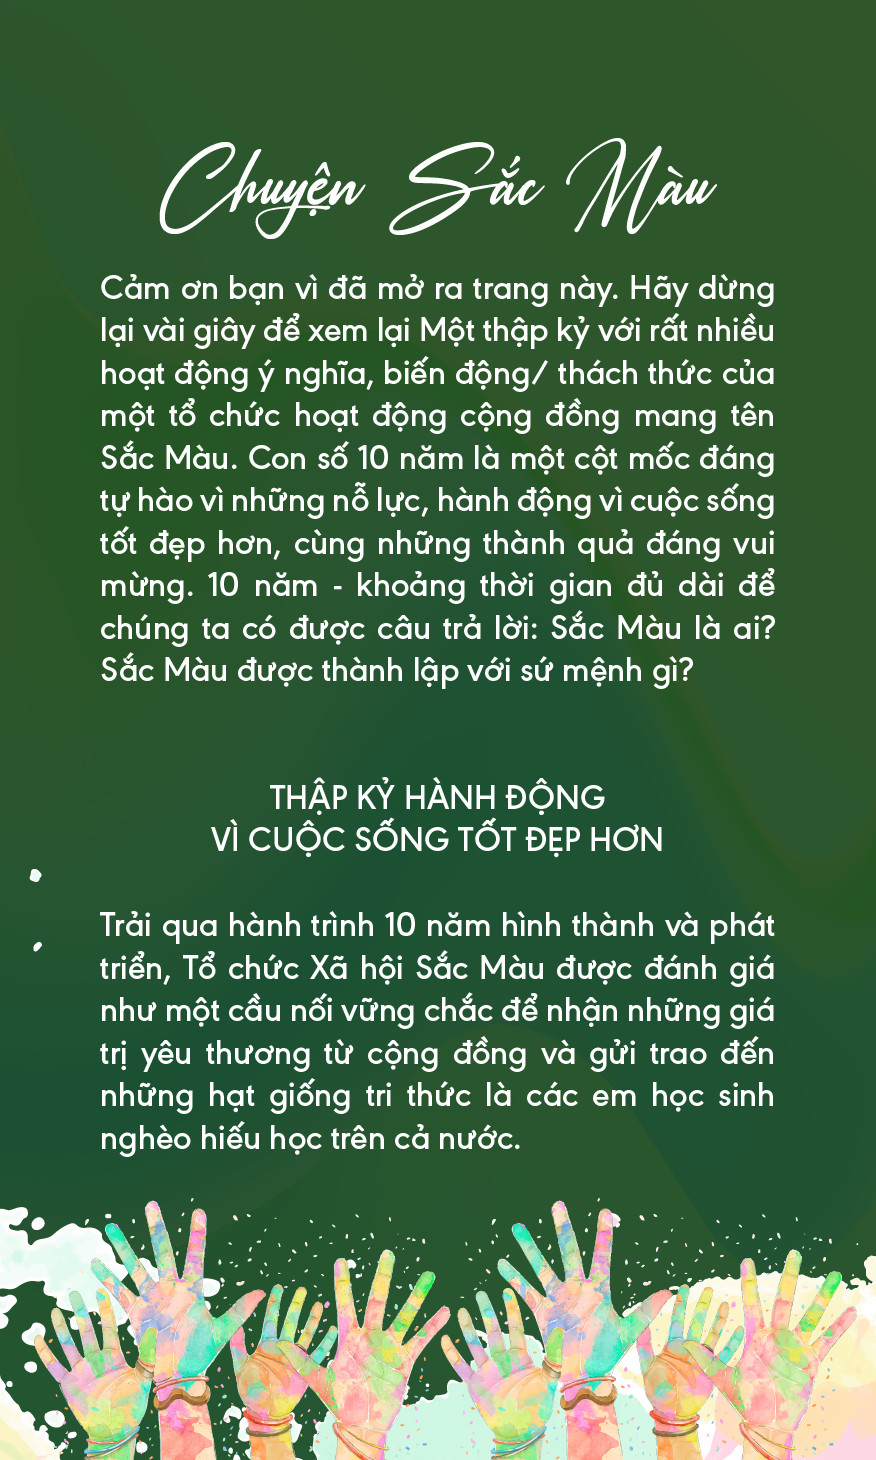 Chuyện Sắc Màu
Cảm ơn bạn vì đã mở ra trang này. Hãy dừng
lại vài giây để xem lại Một thập kỷ với rất nhiều
hoạt động ý nghĩa, biến động/ thách thức của
một tổ chức hoạt động cộng đồng mang tên
Sắc Màu. Con số 10 năm là một cột mốc đáng
tự hào vì những nỗ lực, hành động vì cuộc sống
tốt đẹp hơn, cùng những thành quả đáng vui
mừng. 10 năm - khoảng thời gian đủ dài để
chúng ta có được câu trả lời: Sắc Màu là ai?
Sắc Màu được thành lập với sứ mệnh gì?
THẬP KỶ HÀNH ĐỘNG
VÌ CUỘC SỐNG TỐT ĐẸP HƠN
Trải qua hành trình 10 năm hình thành và phát
triển, Tổ chức Xã hội Sắc Màu được đánh giá
như một cầu nối vững chắc để nhận những giá
trị yêu thương từ cộng đồng và gửi trao đến
những hạt giống tri thức là các em học sinh
nghèo hiếu học trên cả nước.